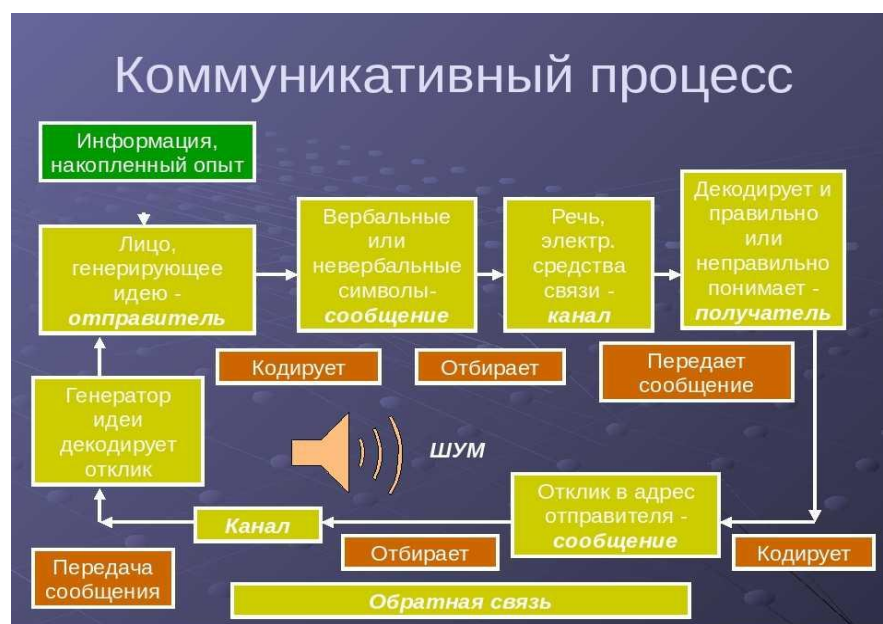 Коммуникативный процесс
Информация,
накопленный опыт
Лицо,
генерирующее
идею -
отправитель
Вербальные
или
невербальные
символы-
сообщение
Речь,
электр.
средства
связи -
канал
Декодирует и
правильно
или
неправильно
понимает -
получатель
Кодирует
Отбирает
Передает
сообщение
Генератор
идеи
декодирует
отклик
ШУМ
Отклик в адрес
отправителя -
сообщение
Канал
Отбирает
Кодирует
Передача
сообщения
Обратная связь